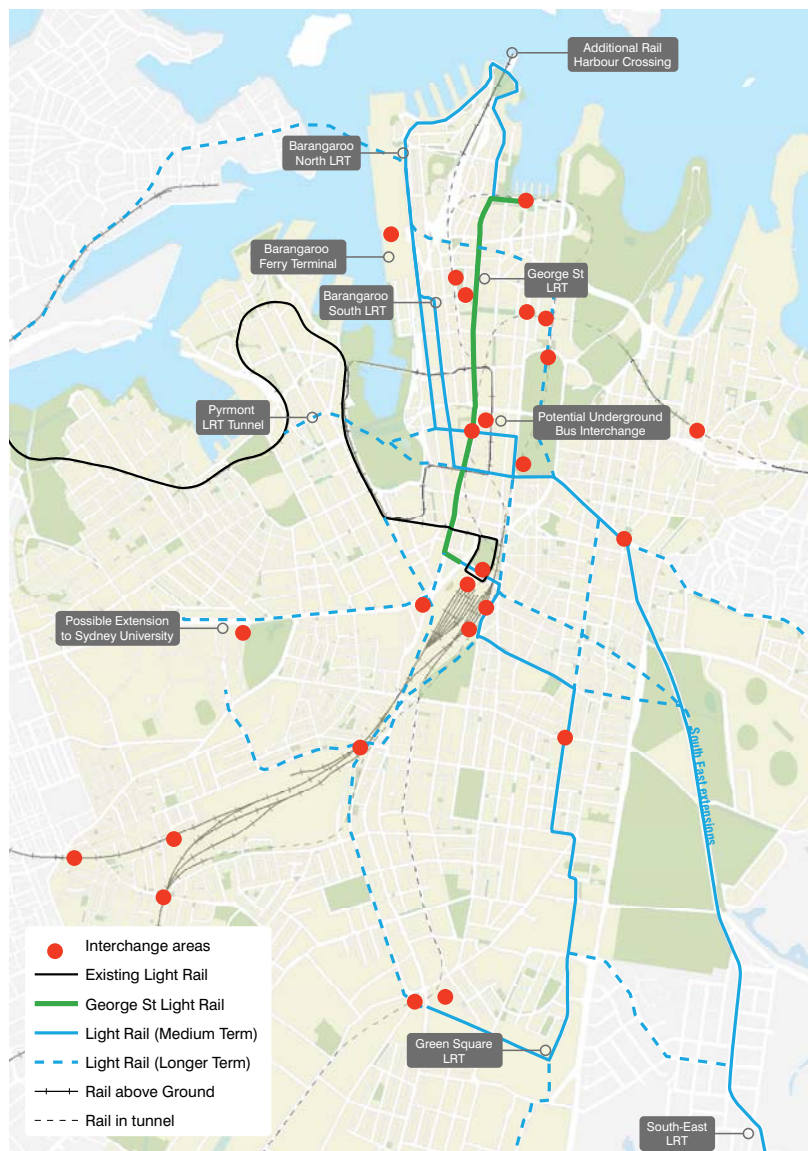 Additional Rail
Harbour Crossing
Barangaroo
North LRT
Barangaroo
Ferry Terminal
George St
LRT
Barangaroo
South LRT
Pyrmont
LRT Tunnel
Potential Underground
Bus Interchange
Possible Extension
to Sydney University
South East extensions
Interchange areas
Existing Light Rail
George St Light Rail
Light Rail (Medium Term)
Light Rail (Longer Term)
Rail above Ground
Rail in tunnel
Green Square
LRT
South-East
LRT